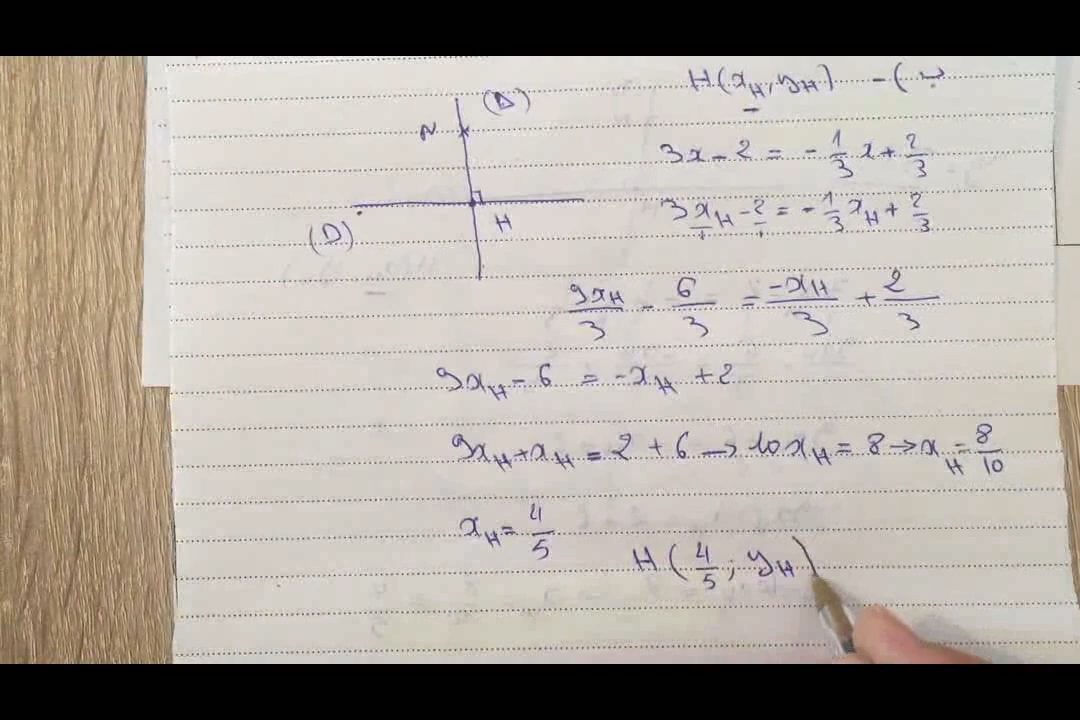 (Δ)
N
H
(D)
H(xH, yH)
3x - 2 = -1/3 x + 2/3
3xH - 2 = -1/3 xH + 2/3
9xH/3 - 6/3 = -xH/3 + 2/3
9xH - 6 = -xH + 2
9xH + xH = 2 + 6 → 10xH = 8 → xH = 8/10
xH = 4/5
H(4/5; yH)